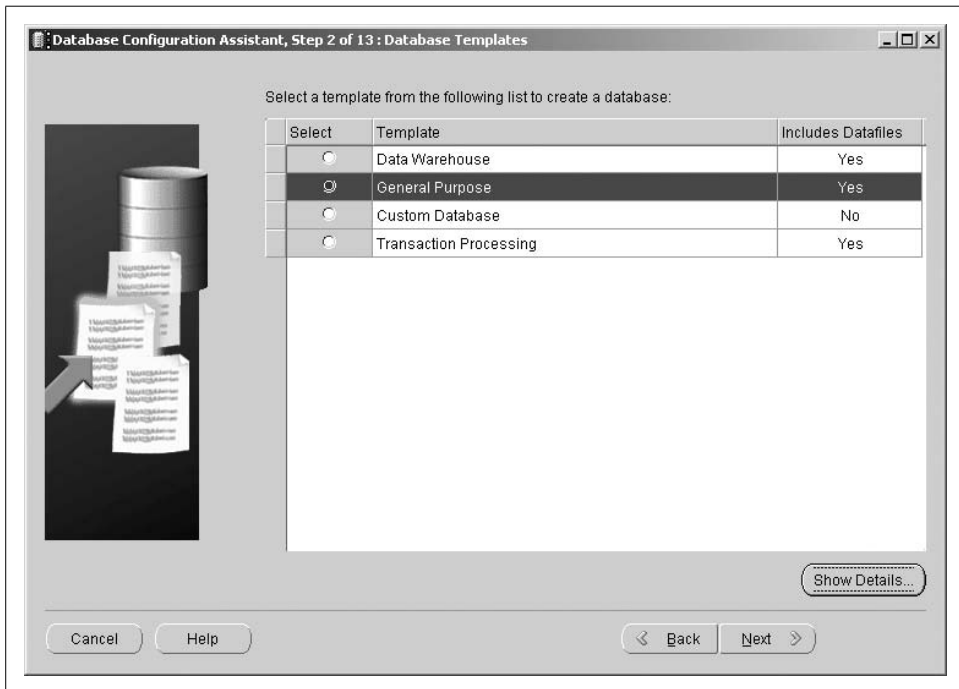 Database Configuration Assistant, Step 2 of 13 : Database Templates
Select a template from the following list to create a database:
Select Template Includes Datafiles
Data Warehouse Yes
General Purpose Yes
Custom Database No
Transaction Processing Yes
Show Details...
Cancel Help Back Next